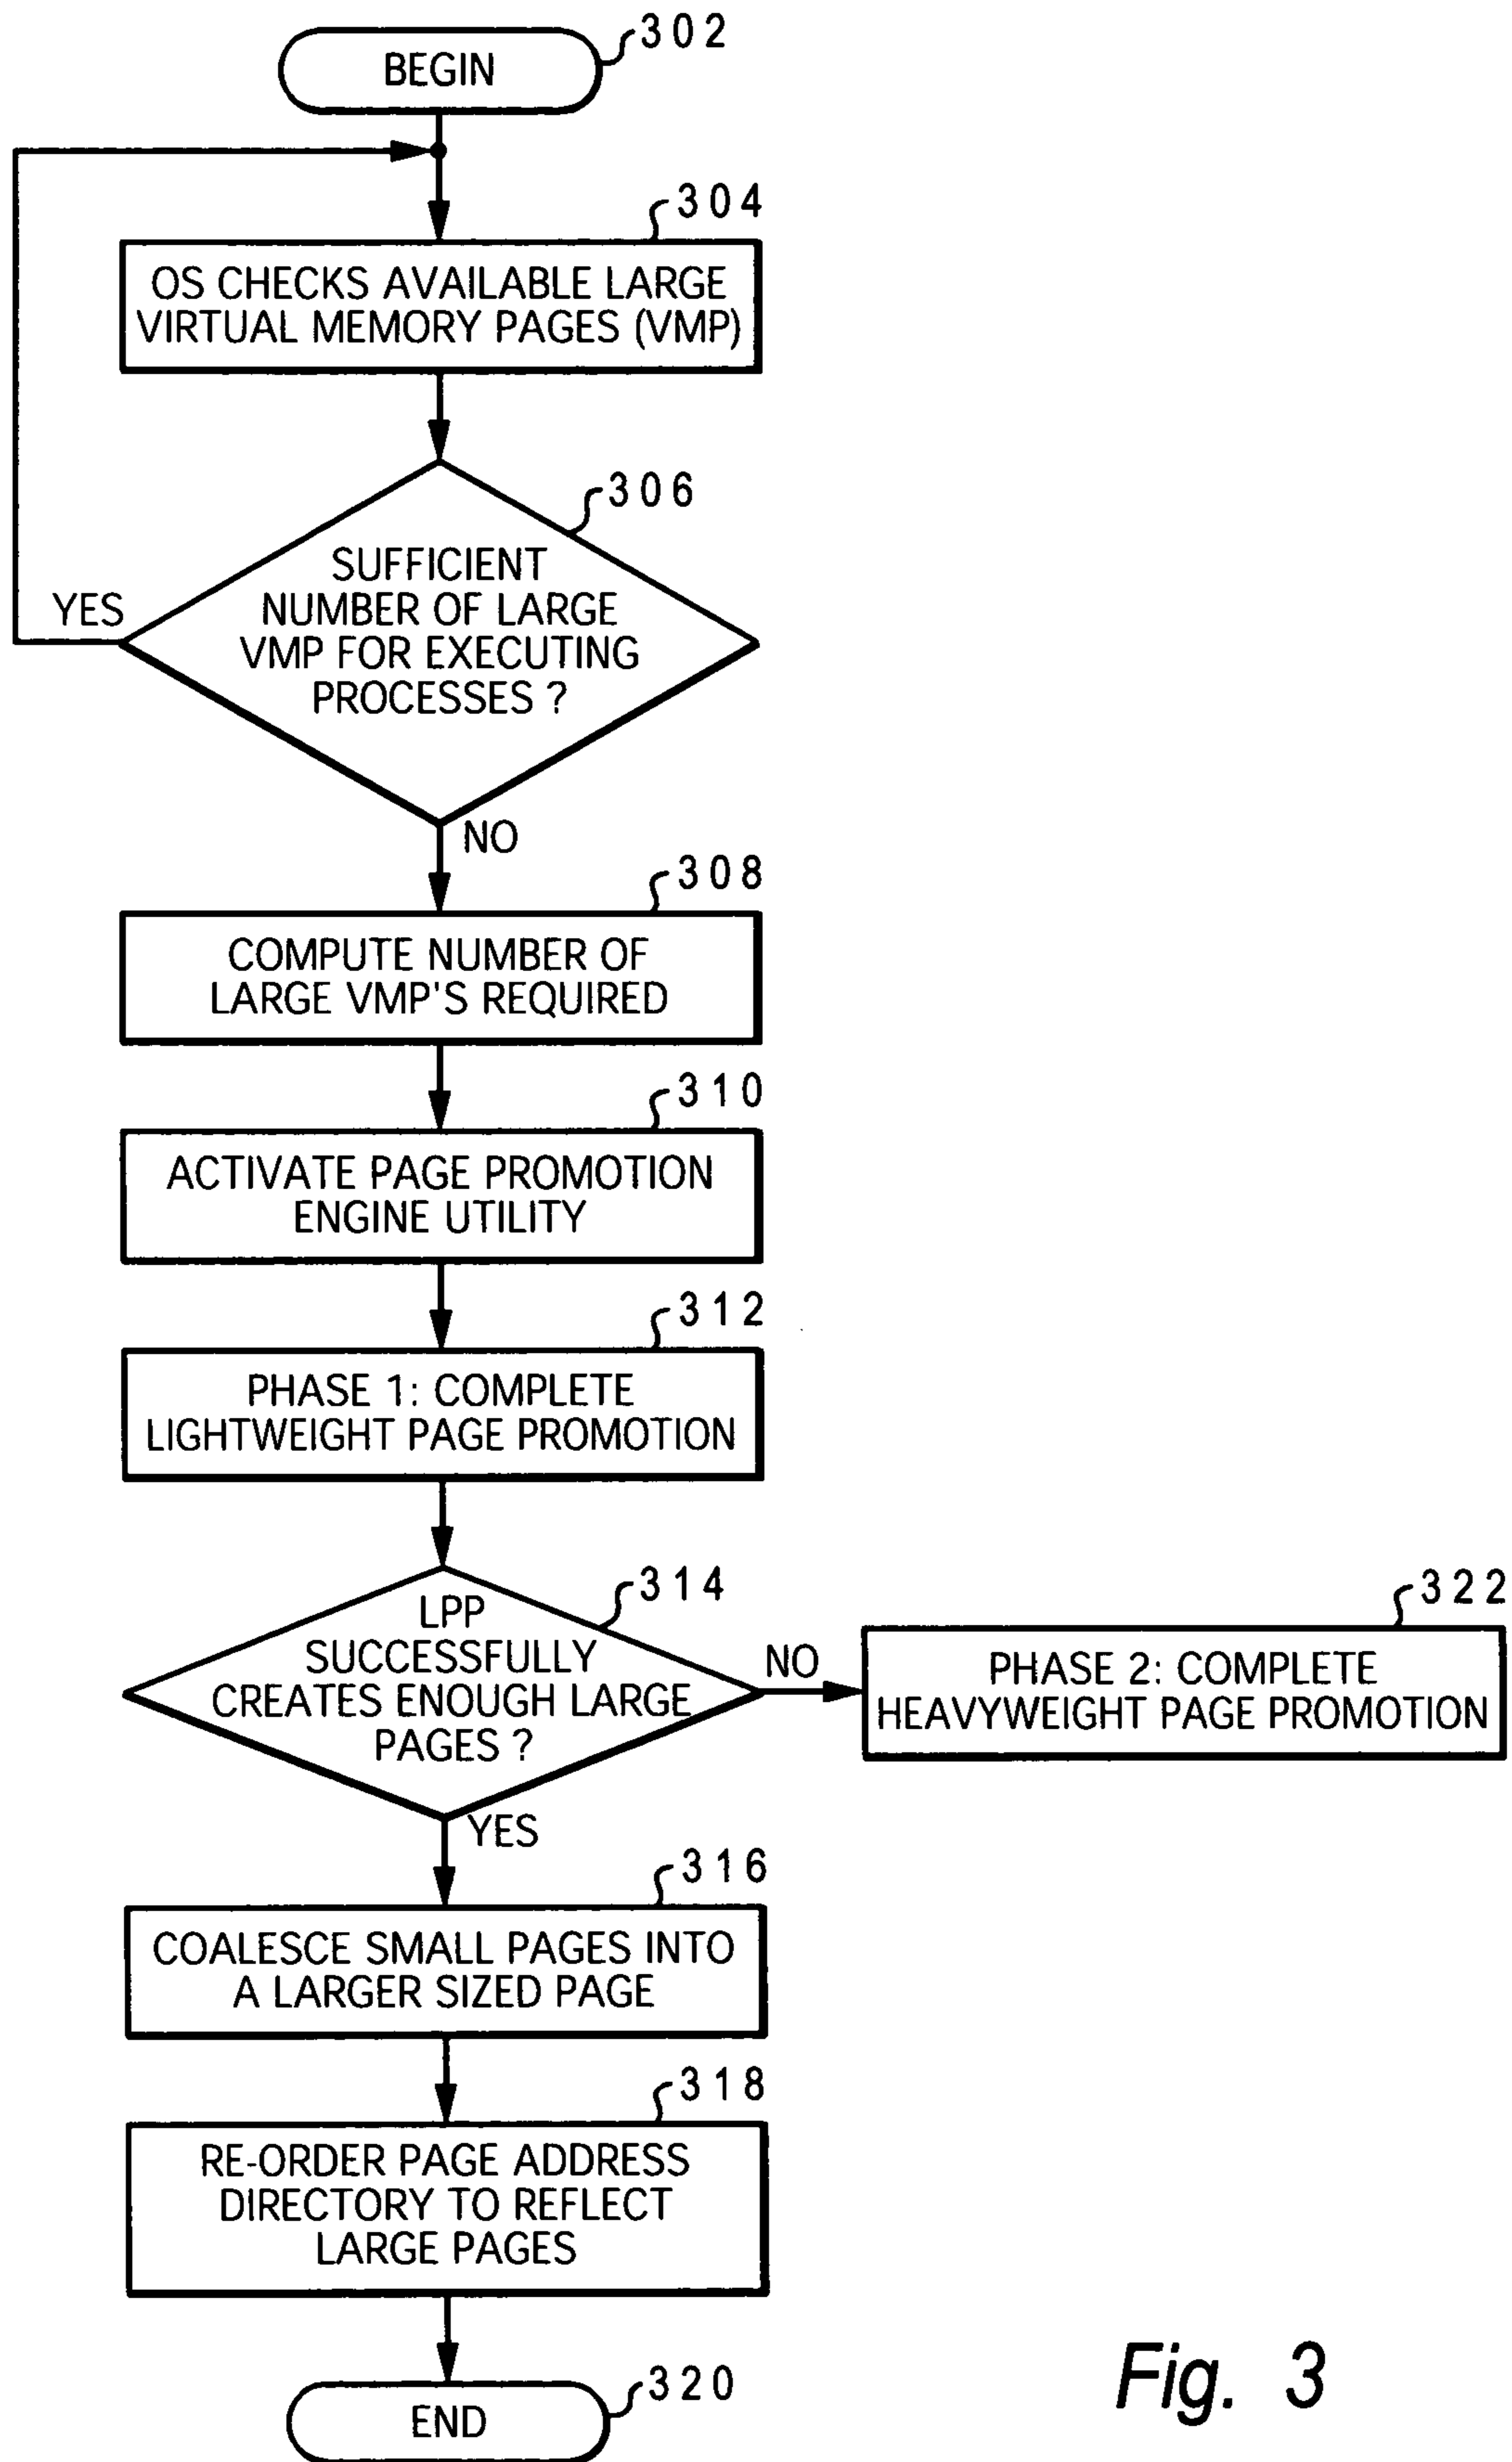 302
BEGIN
304
OS CHECKS AVAILABLE LARGE
VIRTUAL MEMORY PAGES (VMP)
306
SUFFICIENT
NUMBER OF LARGE
VMP FOR EXECUTING
PROCESSES ?
YES
NO
308
COMPUTE NUMBER OF
LARGE VMP'S REQUIRED
310
ACTIVATE PAGE PROMOTION
ENGINE UTILITY
312
PHASE 1: COMPLETE
LIGHTWEIGHT PAGE PROMOTION
314
LPP
SUCCESSFULLY
CREATES ENOUGH LARGE
PAGES ?
NO
322
PHASE 2: COMPLETE
HEAVYWEIGHT PAGE PROMOTION
YES
316
COALESCE SMALL PAGES INTO
A LARGER SIZED PAGE
318
RE-ORDER PAGE ADDRESS
DIRECTORY TO REFLECT
LARGE PAGES
320
END
Fig. 3